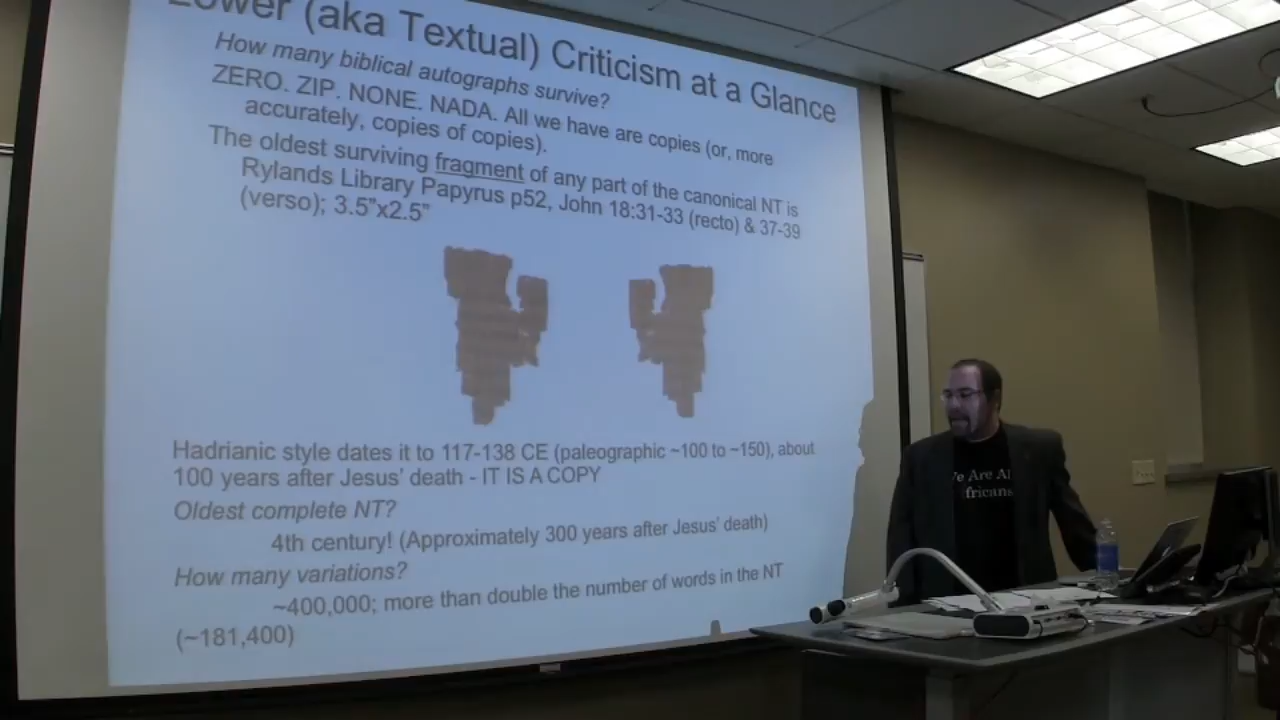 Lower (aka Textual) Criticism at a Glance
How many biblical autographs survive?
ZERO. ZIP. NONE. NADA. All we have are copies (or, more
accurately, copies of copies).
The oldest surviving fragment of any part of the canonical NT is
Rylands Library Papyrus p52, John 18:31-33 (recto) & 37-39
(verso); 3.5”x2.5”
Hadrianic style dates it to 117-138 CE (paleographic ~100 to ~150), about
100 years after Jesus’ death - IT IS A COPY
Oldest complete NT?
4th century! (Approximately 300 years after Jesus’ death)
How many variations?
~400,000; more than double the number of words in the NT
(~181,400)
e Are Al
fricans